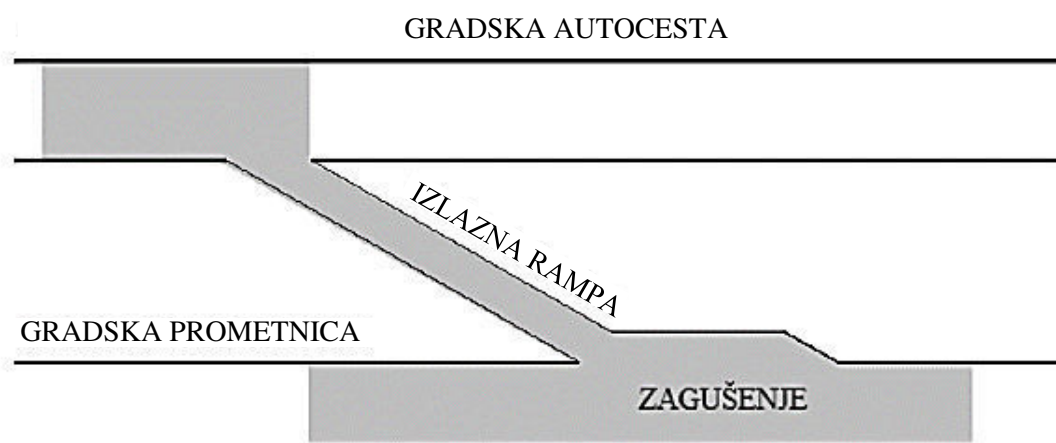 GRADSKA AUTOCESTA
IZLAZNA RAMPA
GRADSKA PROMETNICA
ZAGUŠENJE